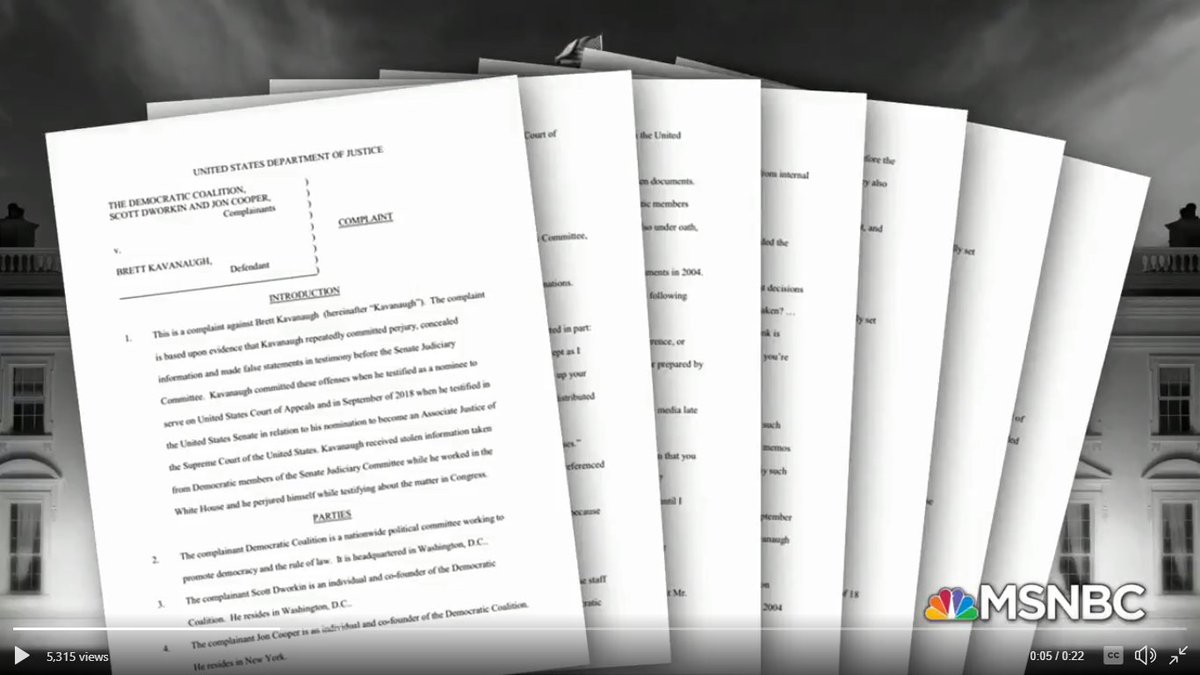 UNITED STATES DEPARTMENT OF JUSTICE
THE DEMOCRATIC COALITION,
SCOTT DWORKIN AND JON COOPER,
Complainants
v.
BRETT KAVANAUGH,
Defendant
COMPLAINT
INTRODUCTION
1. This is a complaint against Brett Kavanaugh (hereinafter “Kavanaugh”). The complaint
is based upon evidence that Kavanaugh repeatedly committed perjury, concealed
information and made false statements in testimony before the Senate Judiciary
Committee. Kavanaugh committed these offenses when he testified as a nominee to
serve on United States Court of Appeals and in September of 2018 when he testified in
the United States Senate in relation to his nomination to become an Associate Justice of
the Supreme Court of the United States. Kavanaugh received stolen information taken
from Democratic members of the Senate Judiciary Committee while he worked in the
White House and he perjured himself while testifying about the matter in Congress.
PARTIES
2. The complainant Democratic Coalition is a nationwide political committee working to
promote democracy and the rule of law. It is headquartered in Washington, D.C..
3. The complainant Scott Dworkin is an individual and co-founder of the Democratic
Coalition. He resides in Washington, D.C..
4. The complainant Jon Cooper is an individual and co-founder of the Democratic Coalition.
He resides in New York.
Court of
Committee,
nations.
ed in part:
ept as I
up your
istributed
ses.”
eferenced
because
e staff
ratic
the United
en documents.
tic members
so under oath,
ments in 2004.
following
rence, or
e prepared by
media late
s that you
?
until I
t Mr.
rom internal
ded the
t decisions
aken? …
nk is
you’re
such
memos
y such
ptember
anaugh
on
2004
fore the
ry also
, and
ly set
of 18
ly set
of
led
MSNBC
5,315 views
0:05 / 0:22
CC